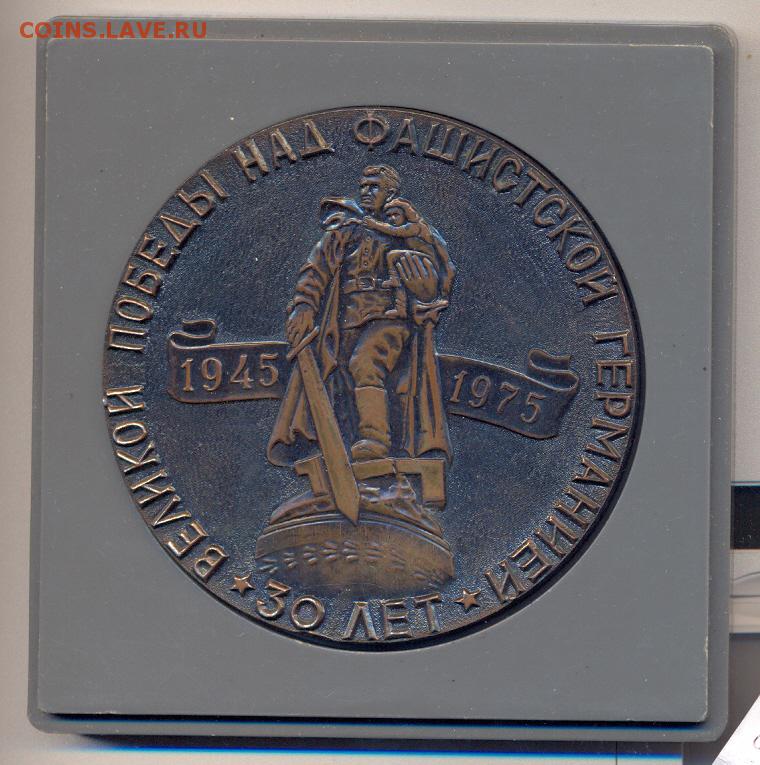 COINS.LAVE.RU
ВЕЛИКОЙ ПОБЕДЫ НАД ФАШИСТСКОЙ ГЕРМАНИЕЙ
1945
1975
★ 30 ЛЕТ ★